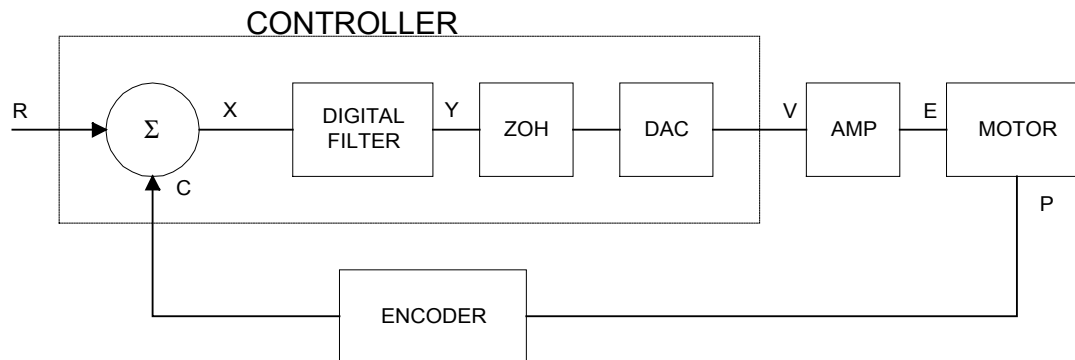 CONTROLLER
R
Σ
X
DIGITAL
FILTER
Y
ZOH
DAC
V
AMP
E
MOTOR
C
P
ENCODER